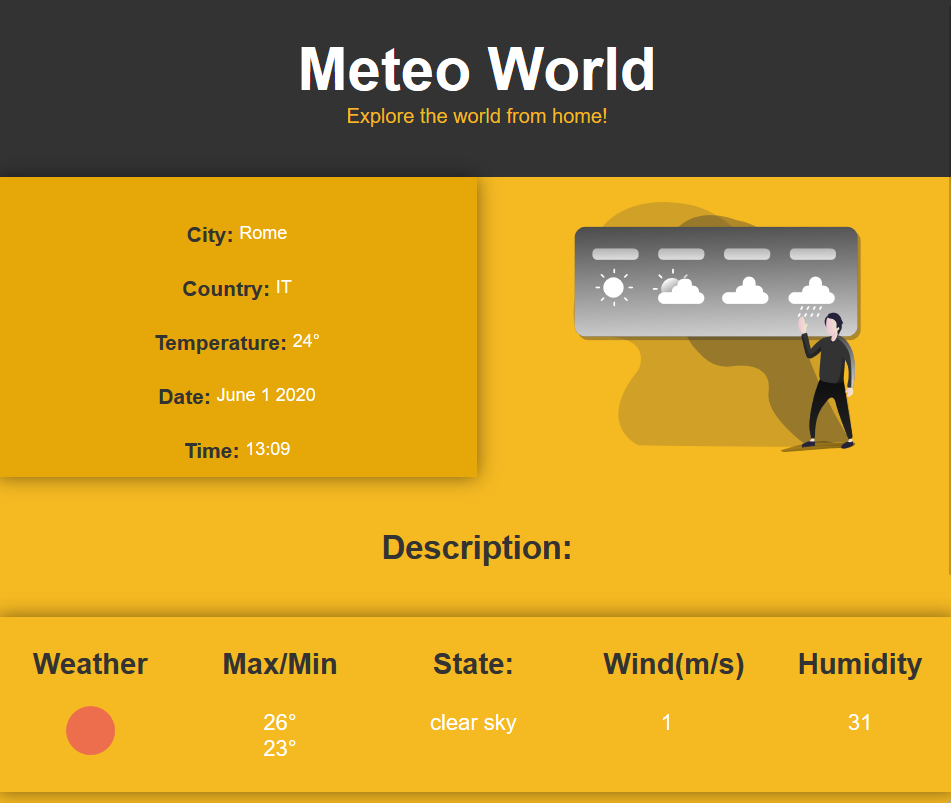 Meteo World
Explore the world from home!
City: Rome
Country: IT
Temperature: 24°
Date: June 1 2020
Time: 13:09
Description:
Weather Max/Min State: Wind(m/s) Humidity
26° clear sky 1 31
23°